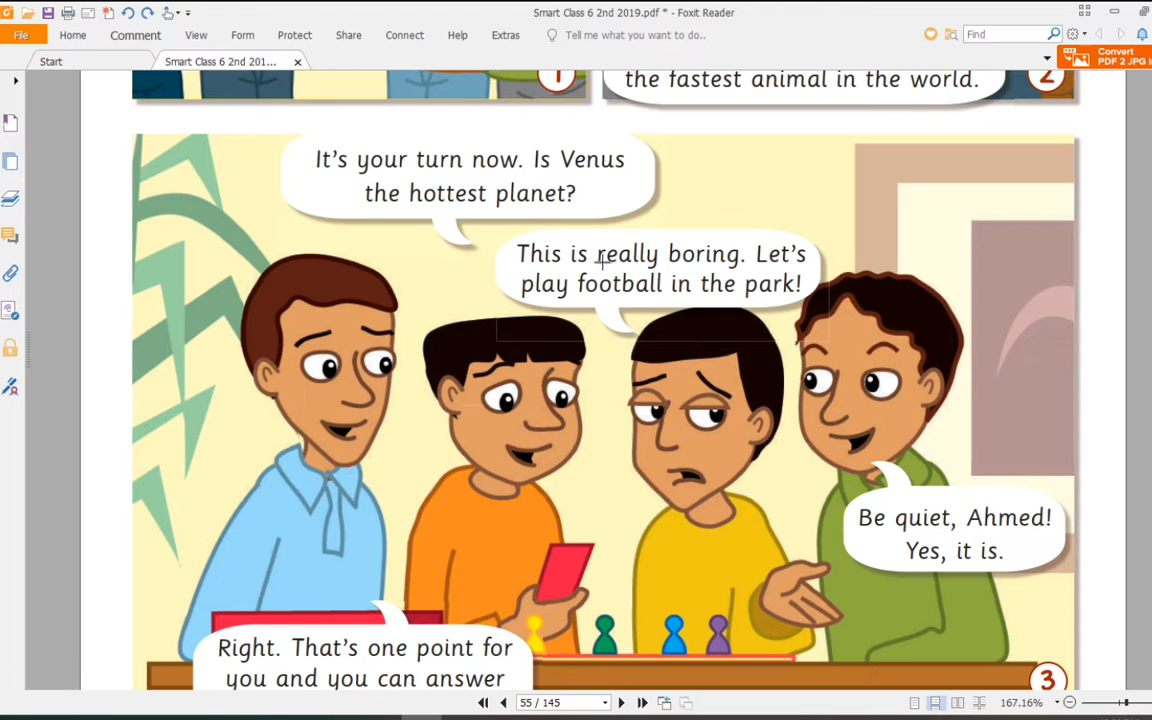 Smart Class 6 2nd 2019.pdf * - Foxit Reader
File Home Comment View Form Protect Share Connect Help Extras Tell me what you want to do.. Find
Start Smart Class 6 2nd 201... Convert
PDF 2 JPG
1
the fastest animal in the world.
2
It's your turn now. Is Venus
the hottest planet?
This is really boring. Let's
play football in the park!
Be quiet, Ahmed!
Yes, it is.
Right. That's one point for
you and you can answer
3
55 / 145 167.16%